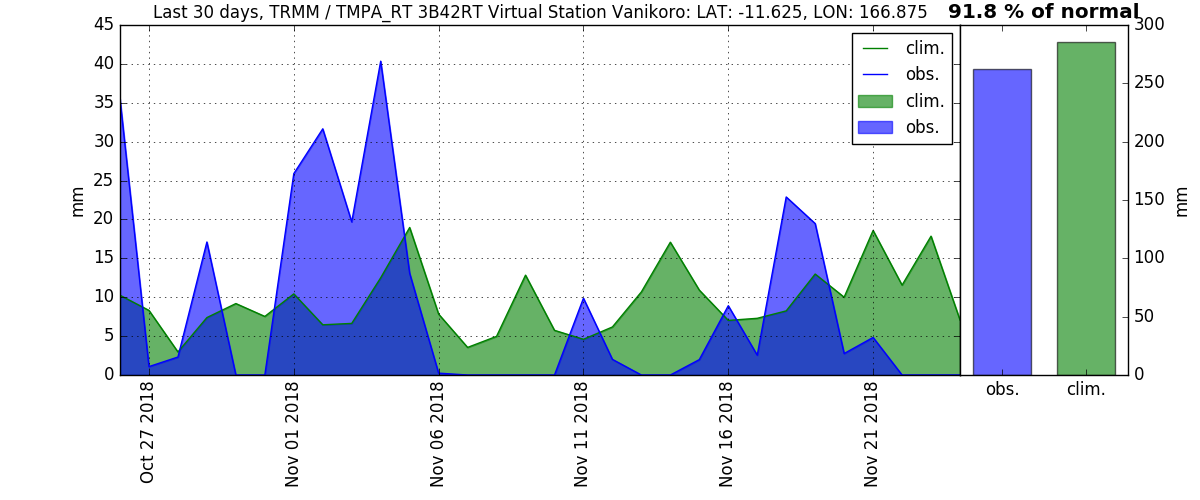 Last 30 days, TRMM / TMPA_RT 3B42RT Virtual Station Vanikoro: LAT: -11.625, LON: 166.875
91.8 % of normal
45
40
35
30
25
20
15
10
5
0
mm
Oct 27 2018
Nov 01 2018
Nov 06 2018
Nov 11 2018
Nov 16 2018
Nov 21 2018
clim.
obs.
clim.
obs.
300
250
200
150
100
50
0
mm
obs.
clim.